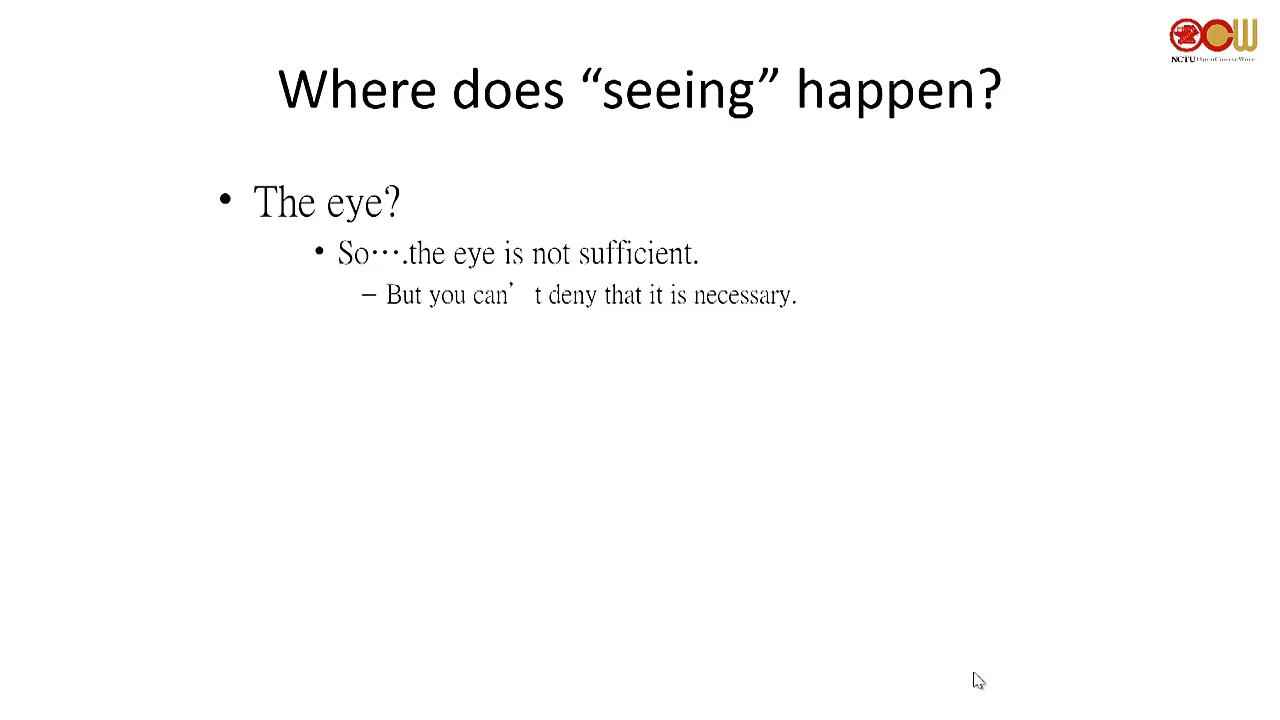 OCW
NCTU OpenCourseWare
Where does “seeing” happen?
• The eye?
• So⋯.the eye is not sufficient.
– But you can’ t deny that it is necessary.